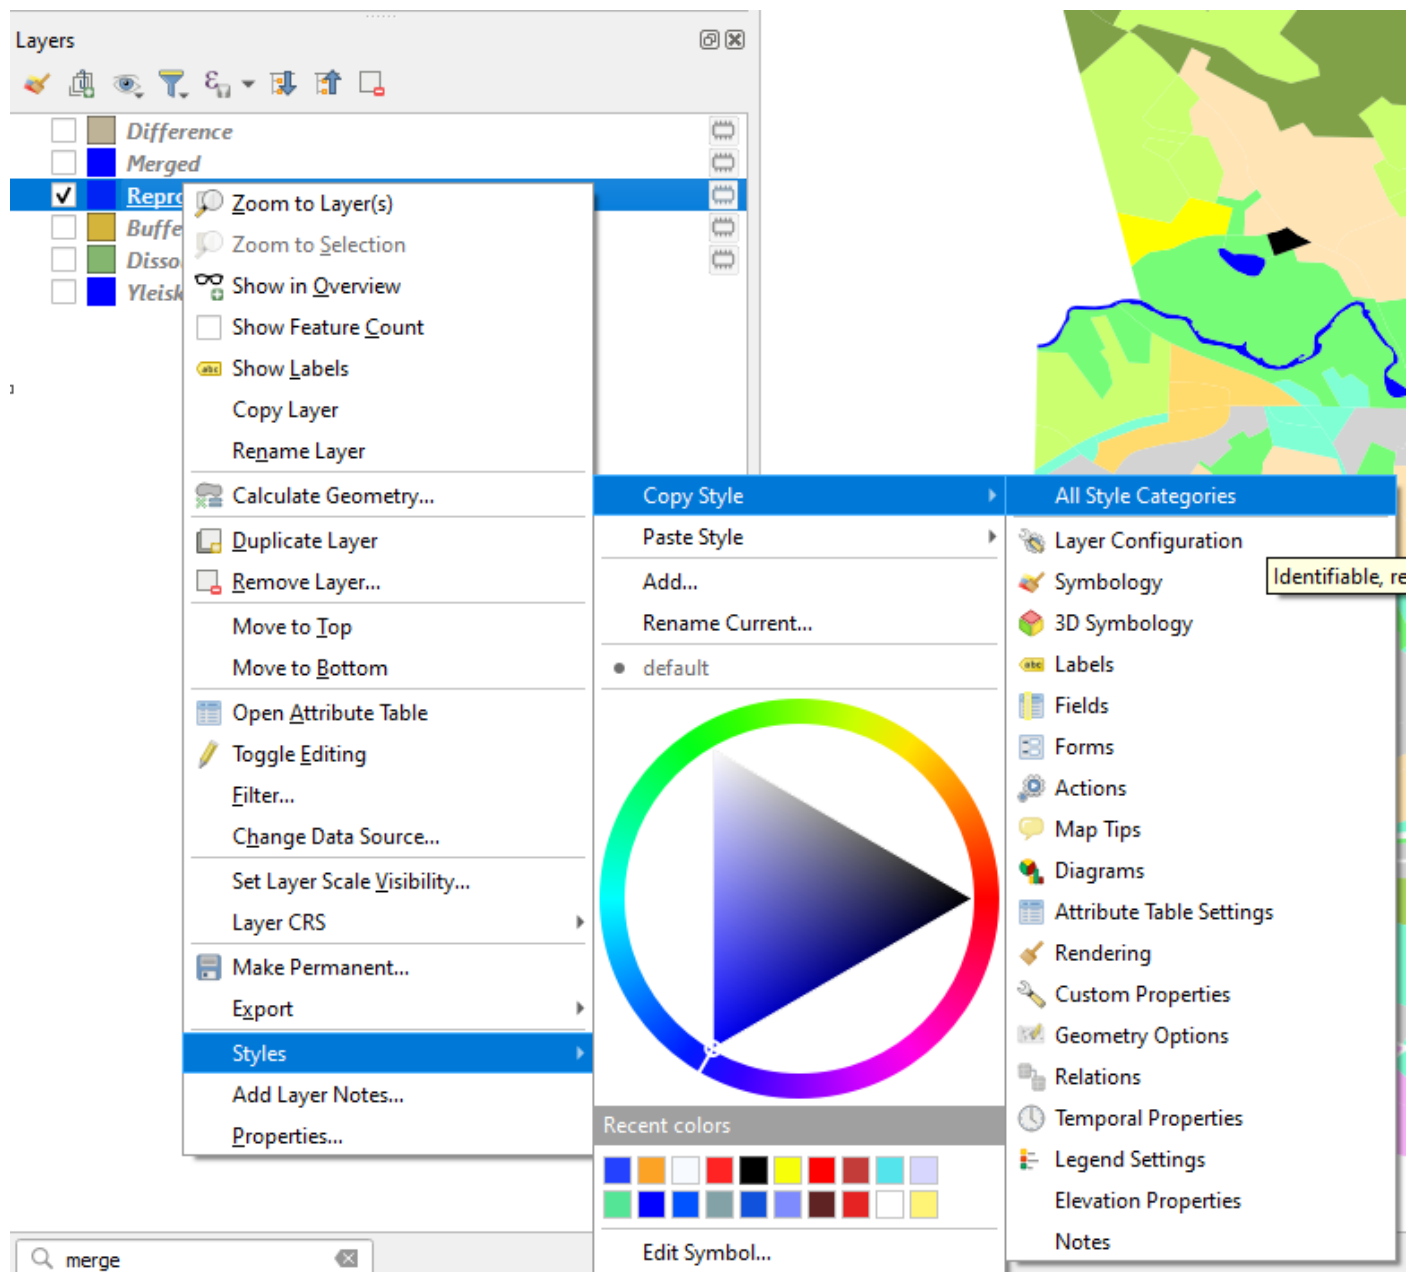 Layers
Difference
Merged
Repro
Buffe
Disso
Yleisk
Zoom to Layer(s)
Zoom to Selection
Show in Overview
Show Feature Count
abc Show Labels
Copy Layer
Rename Layer
Calculate Geometry...
Duplicate Layer
Remove Layer...
Move to Top
Move to Bottom
Open Attribute Table
Toggle Editing
Filter...
Change Data Source...
Set Layer Scale Visibility...
Layer CRS
Make Permanent...
Export
Styles
Add Layer Notes...
Properties...
Copy Style
Paste Style
Add...
Rename Current...
default
Recent colors
Edit Symbol...
All Style Categories
Layer Configuration
Identifiable, re
Symbology
3D Symbology
abc Labels
Fields
Forms
Actions
Map Tips
Diagrams
Attribute Table Settings
Rendering
Custom Properties
Geometry Options
Relations
Temporal Properties
Legend Settings
Elevation Properties
Notes
merge